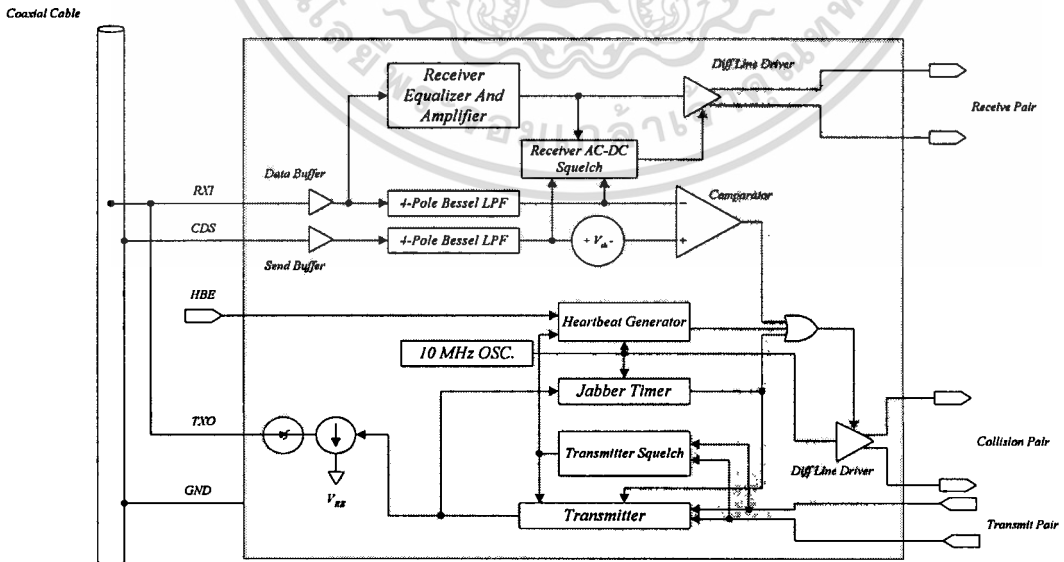 Coaxial Cable
Diff Line Driver
Receiver
Equalizer And
Amplifier
Receive Pair
Receiver AC-DC
Squelch
Data Buffer
Comparator
RXI
4-Pole Bessel LPF
−
CDS
4-Pole Bessel LPF
+ Vth -
+
Send Buffer
HBE
Heartbeat Generator
10 MHz OSC.
Jabber Timer
TXO
Collision Pair
Transmitter Squelch
Diff Line Driver
VEE
GND
Transmitter
Transmit Pair